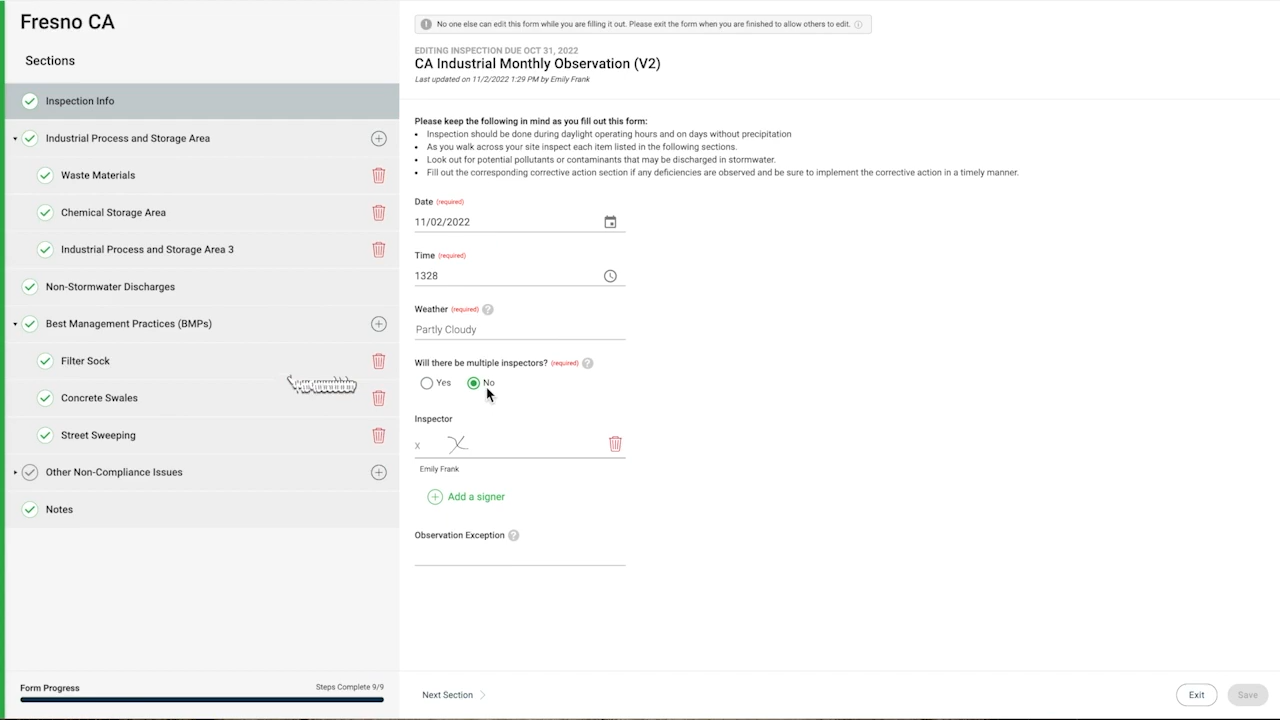 Fresno CA
Sections
Inspection Info
Industrial Process and Storage Area
Waste Materials
Chemical Storage Area
Industrial Process and Storage Area 3
Non-Stormwater Discharges
Best Management Practices (BMPs)
Filter Sock
Concrete Swales
Street Sweeping
Other Non-Compliance Issues
Notes
Form Progress
Steps Complete 9/9
No one else can edit this form while you are filling it out. Please exit the form when you are finished to allow others to edit.
EDITING INSPECTION DUE OCT 31, 2022
CA Industrial Monthly Observation (V2)
Last updated on 11/2/2022 1:29 PM by Emily Frank
Please keep the following in mind as you fill out this form:
• Inspection should be done during daylight operating hours and on days without precipitation
• As you walk across your site inspect each item listed in the following sections.
• Look out for potential pollutants or contaminants that may be discharged in stormwater.
• Fill out the corresponding corrective action section if any deficiencies are observed and be sure to implement the corrective action in a timely manner.
Date (required)
11/02/2022
Time (required)
1328
Weather (required) ?
Partly Cloudy
Will there be multiple inspectors? (required) ?
Yes No
Inspector
X
Emily Frank
Add a signer
Observation Exception ?
Next Section
Exit Save